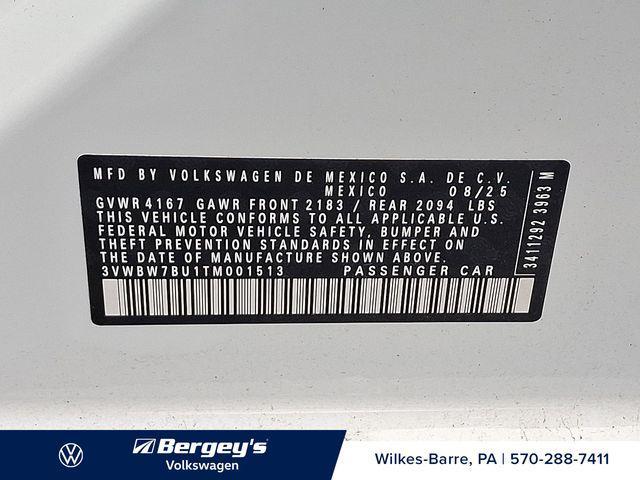 MFD BY VOLKSWAGEN DE MEXICO S.A. DE C.V.
MEXICO 08/25
GVWR 4167 GAWR FRONT 2183 / REAR 2094 LBS
THIS VEHICLE CONFORMS TO ALL APPLICABLE U.S.
FEDERAL MOTOR VEHICLE SAFETY, BUMPER AND
THEFT PREVENTION STANDARDS IN EFFECT ON
THE DATE OF MANUFACTURE SHOWN ABOVE.
3VWBW7BU1TM001513 PASSENGER CAR
34111292 3963 M
Bergey's
Volkswagen
Wilkes-Barre, PA | 570-288-7411